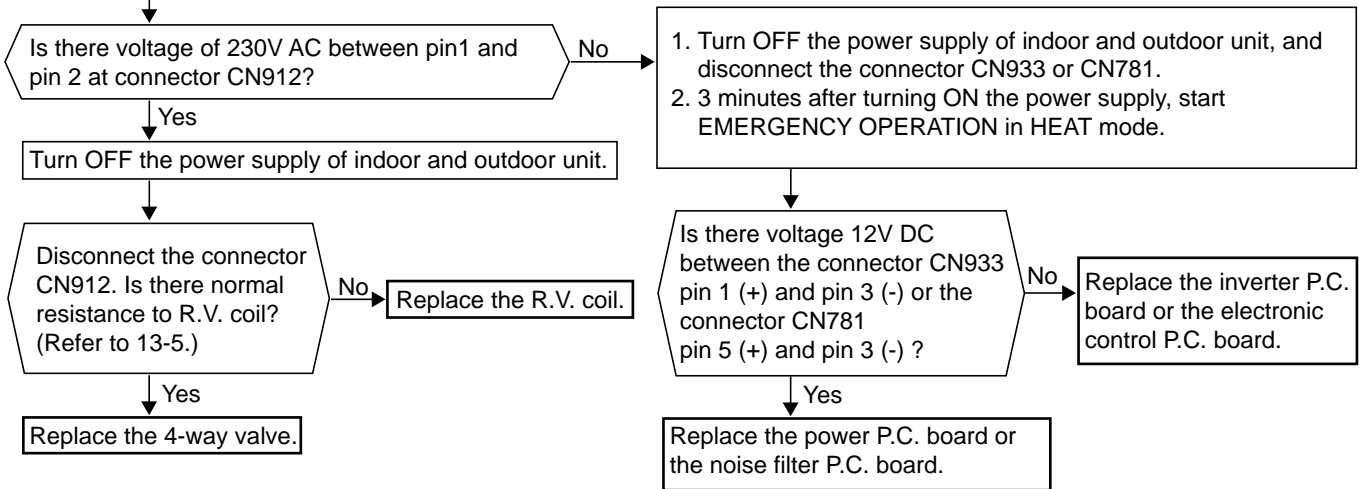 Is there voltage of 230V AC between pin1 and
pin 2 at connector CN912?
No
1. Turn OFF the power supply of indoor and outdoor unit, and
disconnect the connector CN933 or CN781.
2. 3 minutes after turning ON the power supply, start
EMERGENCY OPERATION in HEAT mode.
Yes
Turn OFF the power supply of indoor and outdoor unit.
Disconnect the connector
CN912. Is there normal
resistance to R.V. coil?
(Refer to 13-5.)
No
Replace the R.V. coil.
Yes
Replace the 4-way valve.
Is there voltage 12V DC
between the connector CN933
pin 1 (+) and pin 3 (-) or the
connector CN781
pin 5 (+) and pin 3 (-) ?
No
Replace the inverter P.C.
board or the electronic
control P.C. board.
Yes
Replace the power P.C. board or
the noise filter P.C. board.